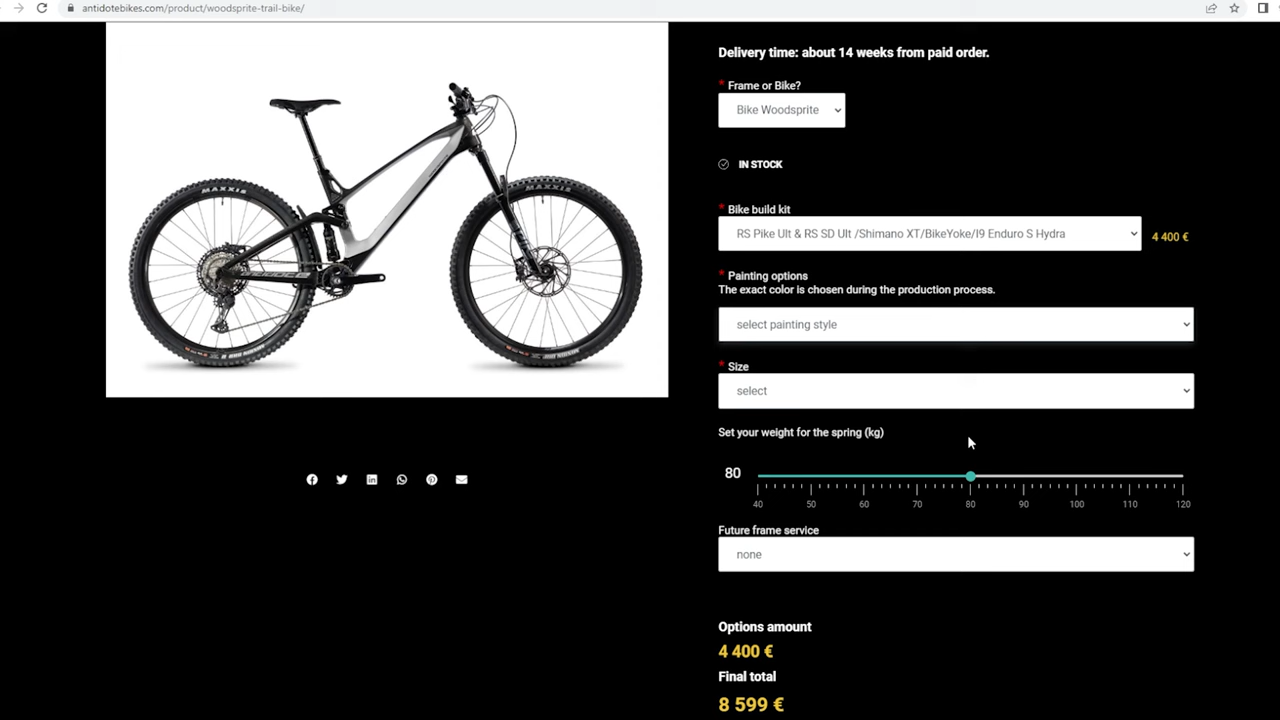 antidotebikes.com/product/woodsprite-trail-bike/
Delivery time: about 14 weeks from paid order.
* Frame or Bike?
Bike Woodsprite
IN STOCK
* Bike build kit
RS Pike Ult & RS SD Ult /Shimano XT/BikeYoke/I9 Enduro S Hydra
4 400 €
* Painting options
The exact color is chosen during the production process.
select painting style
* Size
select
Set your weight for the spring (kg)
80
40 50 60 70 80 90 100 110 120
Future frame service
none
Options amount
4 400 €
Final total
8 599 €
MAXXIS
MAXXIS